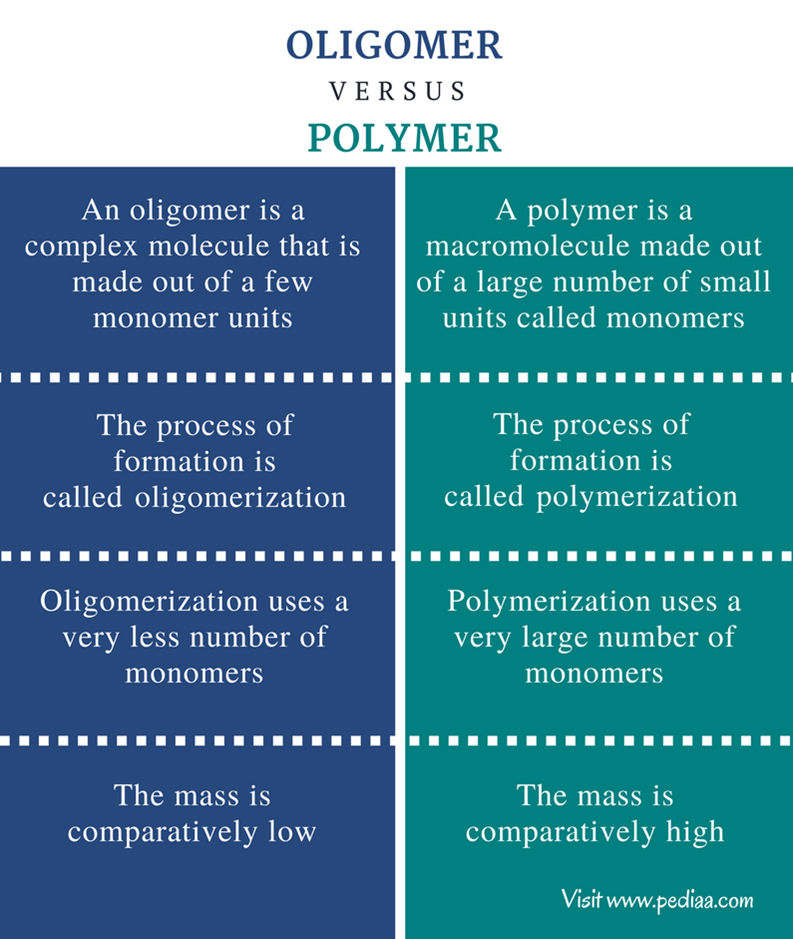 OLIGOMER
VERSUS
POLYMER
An oligomer is a
complex molecule that is
made out of a few
monomer units
A polymer is a
macromolecule made out
of a large number of small
units called monomers
The process of
formation is
called oligomerization
The process of
formation is
called polymerization
Oligomerization uses a
very less number of
monomers
Polymerization uses a
very large number of
monomers
The mass is
comparatively low
The mass is
comparatively high
Visit www.pediaa.com